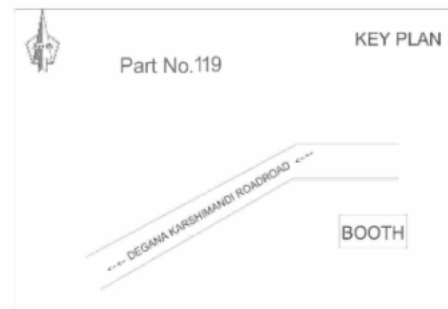 KEY PLAN
Part No.119
<--<-- DEGANA KARSHIMANDI ROADROAD <--<--
BOOTH